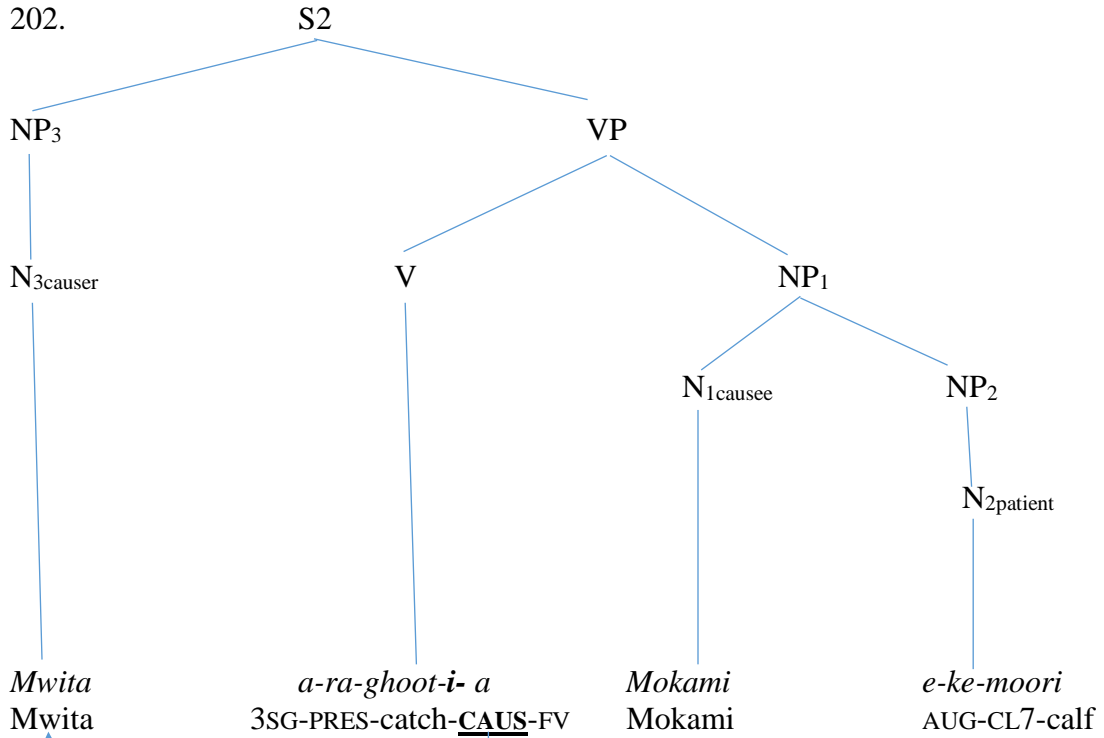 202. S2
NP3 VP
N3causer V NP1
N1causee NP2
N2patient
Mwita a-ra-ghoot-i- a Mokami e-ke-moori
Mwita 3SG-PRES-catch-CAUS-FV Mokami AUG-CL7-calf